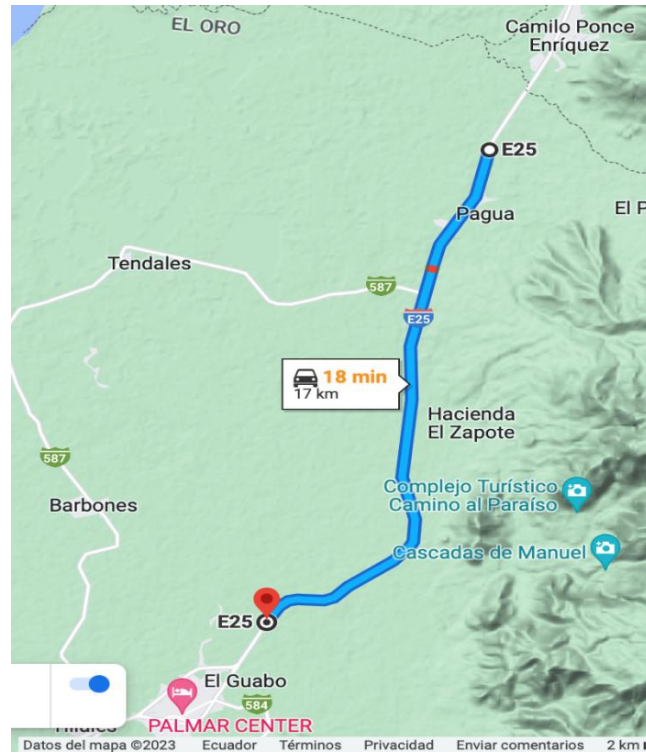 EL ORO
Camilo Ponce
Enríquez
E25
Pagua
El P
Tendales
587
E25
18 min
17 km
Hacienda
El Zapote
587
Complejo Turístico
Camino al Paraíso
Barbones
Cascadas de Manuel
E25
El Guabo
584
PALMAR CENTER
Datos del mapa ©2023 Ecuador Términos Privacidad Enviar comentarios 2 km